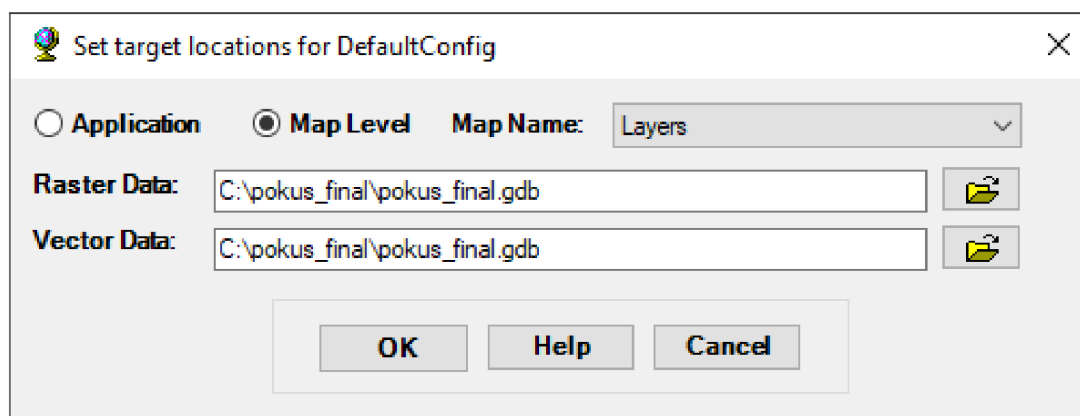 Set target locations for DefaultConfig
Application Map Level Map Name: Layers
Raster Data: C:\pokus_final\pokus_final.gdb
Vector Data: C:\pokus_final\pokus_final.gdb
OK Help Cancel